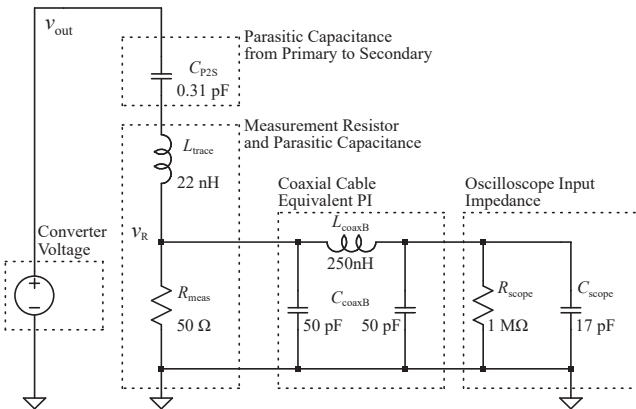 v_out
Parasitic Capacitance
from Primary to Secondary
C_P2S
0.31 pF
Measurement Resistor
and Parasitic Capacitance
L_trace
22 nH
Coaxial Cable
Equivalent PI
Oscilloscope Input
Impedance
Converter
Voltage
v_R
L_coaxB
250nH
R_meas
50 Ω
C_coaxB
50 pF 50 pF
R_scope
1 MΩ
C_scope
17 pF